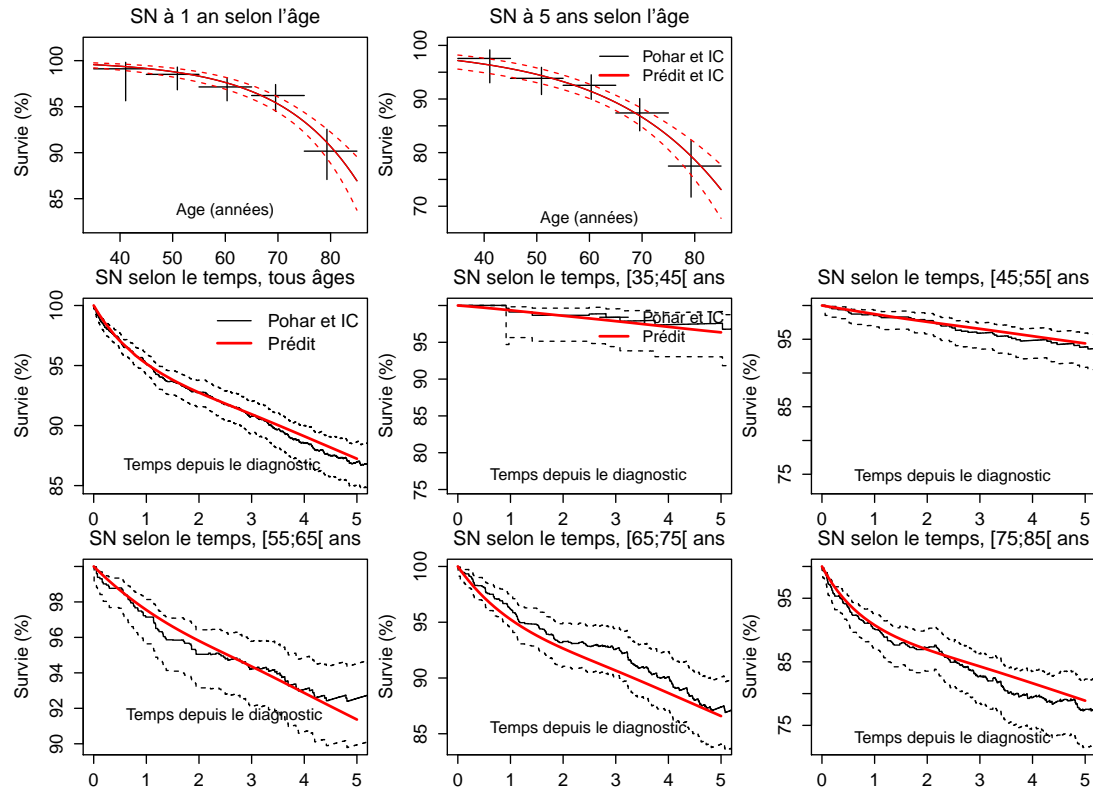 SN à 1 an selon l'âge
Survie (%)
100
95
90
85
Age (années)
40 50 60 70 80
SN à 5 ans selon l'âge
Survie (%)
100
90
80
70
Pohar et IC
Prédit et IC
Age (années)
40 50 60 70 80
SN selon le temps, tous âges
Survie (%)
100
95
90
85
Pohar et IC
Prédit
Temps depuis le diagnostic
0 1 2 3 4 5
SN selon le temps, [35;45[ ans
Survie (%)
95
90
85
80
75
Pohar et IC
Prédit
Temps depuis le diagnostic
0 1 2 3 4 5
SN selon le temps, [45;55[ ans
Survie (%)
95
85
75
Temps depuis le diagnostic
0 1 2 3 4 5
SN selon le temps, [55;65[ ans
Survie (%)
98
96
94
92
90
Temps depuis le diagnostic
0 1 2 3 4 5
SN selon le temps, [65;75[ ans
Survie (%)
100
95
90
85
Temps depuis le diagnostic
0 1 2 3 4 5
SN selon le temps, [75;85[ ans
Survie (%)
95
85
75
Temps depuis le diagnostic
0 1 2 3 4 5